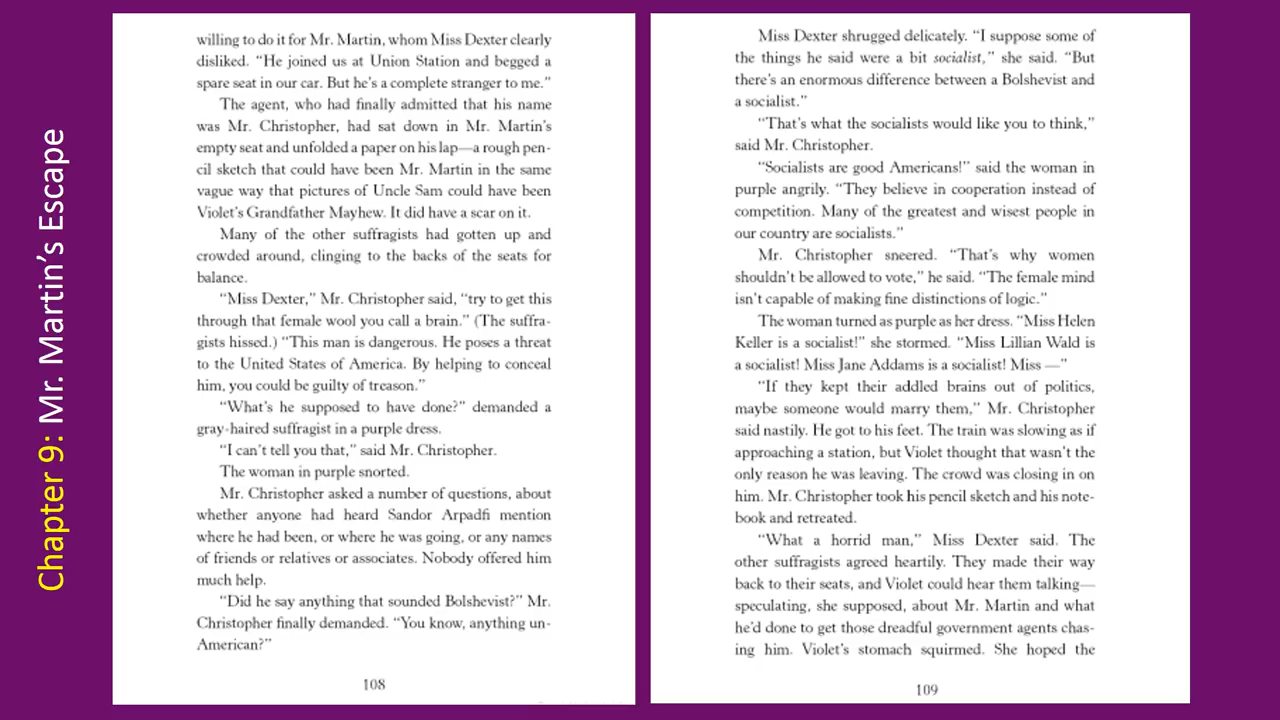 Chapter 9: Mr. Martin's Escape
willing to do it for Mr. Martin, whom Miss Dexter clearly
disliked. “He joined us at Union Station and begged a
spare seat in our car. But he's a complete stranger to me.”
The agent, who had finally admitted that his name
was Mr. Christopher, had sat down in Mr. Martin's
empty seat and unfolded a paper on his lap—a rough pen-
cil sketch that could have been Mr. Martin in the same
vague way that pictures of Uncle Sam could have been
Violet's Grandfather Mayhew. It did have a scar on it.
Many of the other suffragists had gotten up and
crowded around, clinging to the backs of the seats for
balance.
“Miss Dexter,” Mr. Christopher said, “try to get this
through that female wool you call a brain.” (The suffra-
gists hissed.) “This man is dangerous. He poses a threat
to the United States of America. By helping to conceal
him, you could be guilty of treason.”
“What's he supposed to have done?” demanded a
gray-haired suffragist in a purple dress.
“I can't tell you that,” said Mr. Christopher.
The woman in purple snorted.
Mr. Christopher asked a number of questions, about
whether anyone had heard Sandor Arpadfi mention
where he had been, or where he was going, or any names
of friends or relatives or associates. Nobody offered him
much help.
“Did he say anything that sounded Bolshevist?” Mr.
Christopher finally demanded. “You know, anything un-
American?”
108
Miss Dexter shrugged delicately. “I suppose some of
the things he said were a bit socialist,” she said. “But
there's an enormous difference between a Bolshevist and
a socialist.”
“That's what the socialists would like you to think,”
said Mr. Christopher.
“Socialists are good Americans!” said the woman in
purple angrily. “They believe in cooperation instead of
competition. Many of the greatest and wisest people in
our country are socialists.”
Mr. Christopher sneered. “That's why women
shouldn't be allowed to vote,” he said. “The female mind
isn't capable of making fine distinctions of logic.”
The woman turned as purple as her dress. “Miss Helen
Keller is a socialist!” she stormed. “Miss Lillian Wald is
a socialist! Miss Jane Addams is a socialist! Miss —”
“If they kept their addled brains out of politics,
maybe someone would marry them,” Mr. Christopher
said nastily. He got to his feet. The train was slowing as if
approaching a station, but Violet thought that wasn't the
only reason he was leaving. The crowd was closing in on
him. Mr. Christopher took his pencil sketch and his note-
book and retreated.
“What a horrid man,” Miss Dexter said. The
other suffragists agreed heartily. They made their way
back to their seats, and Violet could hear them talking—
speculating, she supposed, about Mr. Martin and what
he'd done to get those dreadful government agents chas-
ing him. Violet's stomach squirmed. She hoped the
109